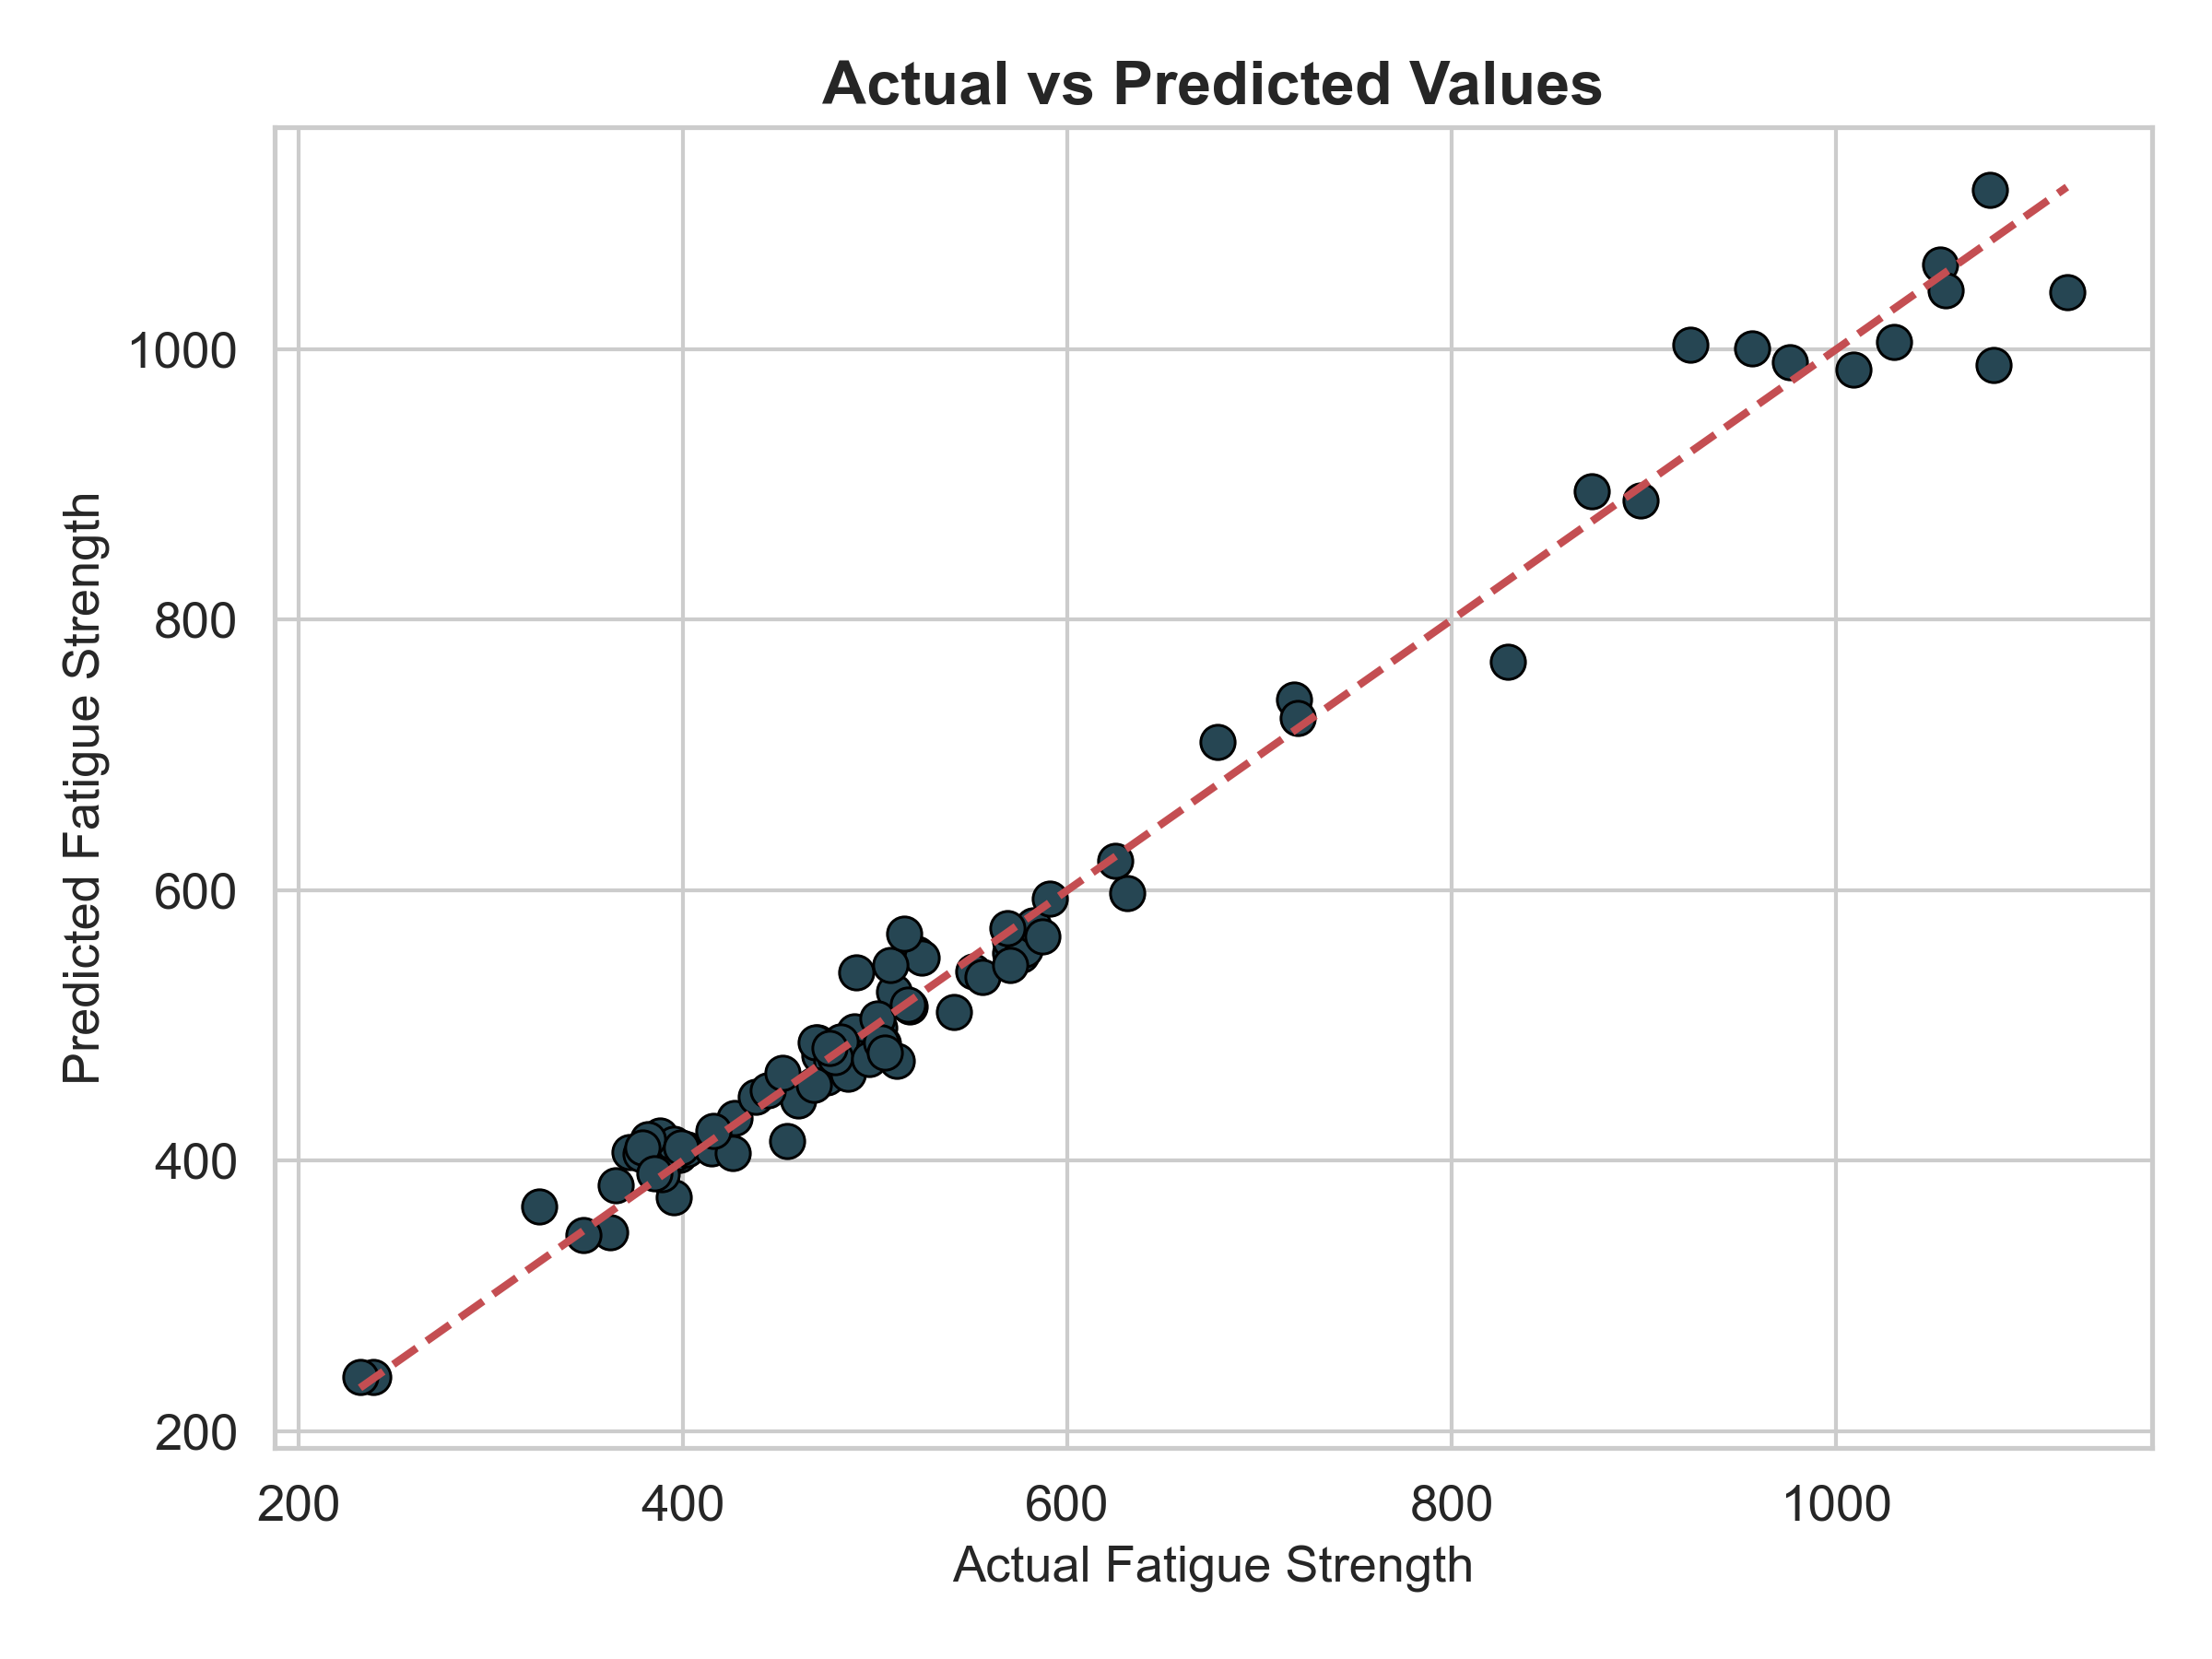 Actual vs Predicted Values
Predicted Fatigue Strength
1000
800
600
400
200
200 400 600 800 1000
Actual Fatigue Strength